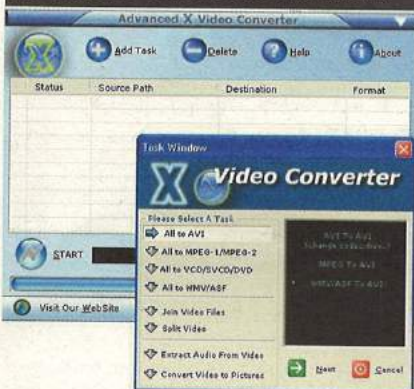 Advanced X Video Converter
Add Task
Delete
Help
About
Status
Source Path
Destination
Format
START
Visit Our WebSite
Task Window
X Video Converter
Please Select A Task
All to AVI
All to MPEG-1/MPEG-2
All to VCD/SVCD/DVD
All to WMV/ASF
Join Video Files
Split Video
Extract Audio From Video
Convert Video to Pictures
AVI To AVI
MPEG To AVI
WMV/ASF To AVI
Next
Cancel